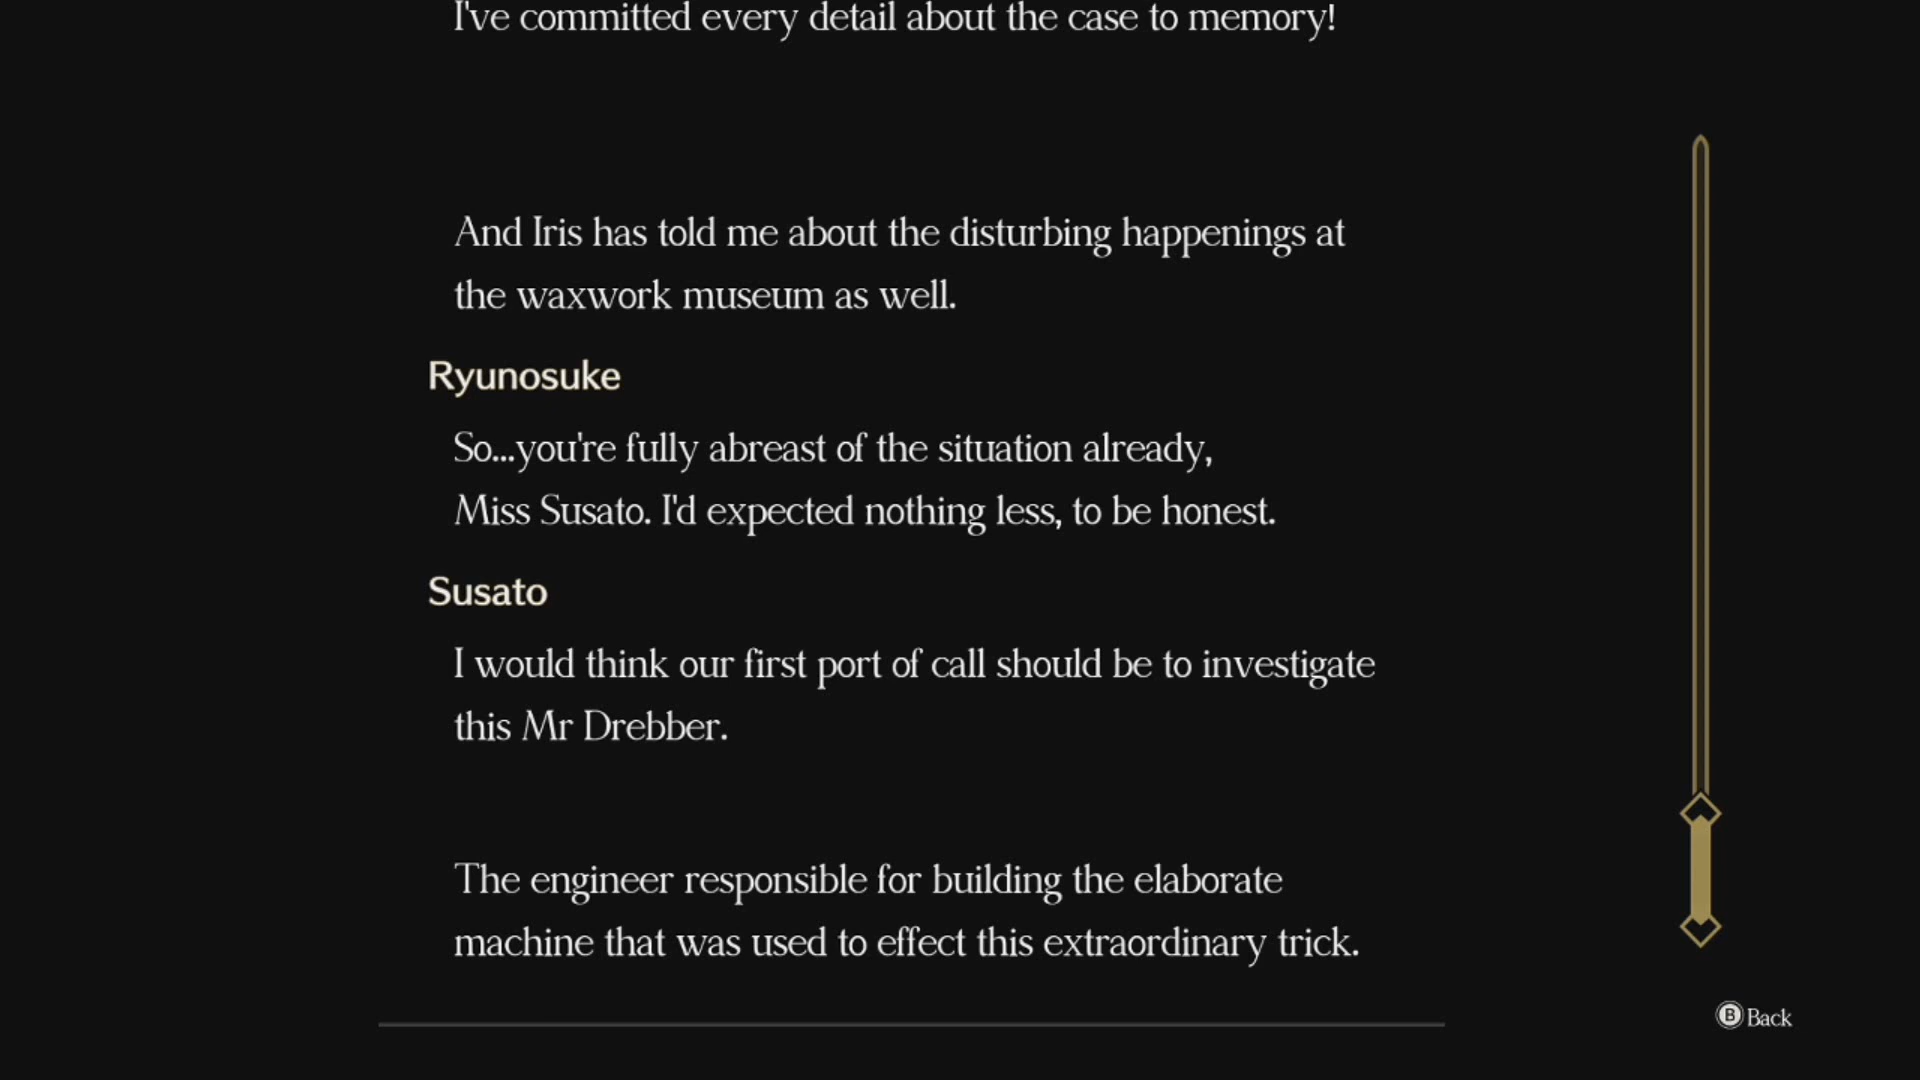 I've committed every detail about the case to memory!
And Iris has told me about the disturbing happenings at
the waxwork museum as well.
Ryunosuke
So...you're fully abreast of the situation already,
Miss Susato. I'd expected nothing less, to be honest.
Susato
I would think our first port of call should be to investigate
this Mr Drebber.
The engineer responsible for building the elaborate
machine that was used to effect this extraordinary trick.
B Back